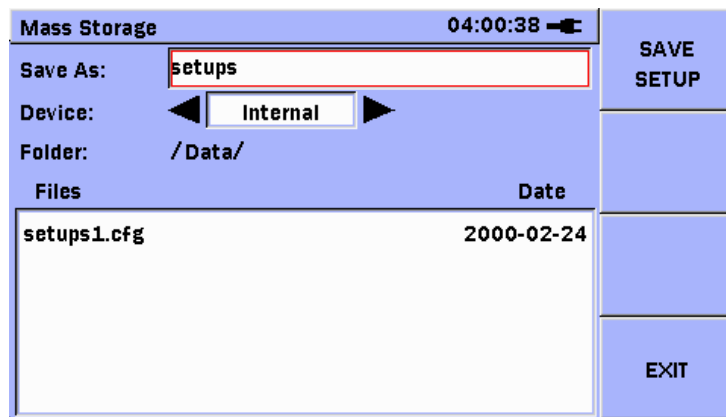 Mass Storage 04:00:38
Save As: setups
Device: Internal
Folder: /Data/
Files Date
setups1.cfg 2000-02-24
SAVE
SETUP
EXIT